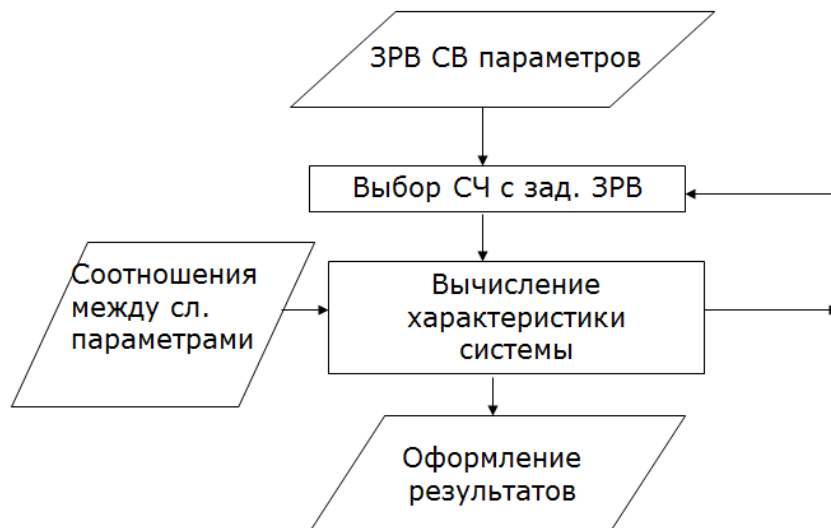 ЗРВ СВ параметров
Выбор СЧ с зад. ЗРВ
Соотношения
между сл.
параметрами
Вычисление
характеристики
системы
Оформление
результатов